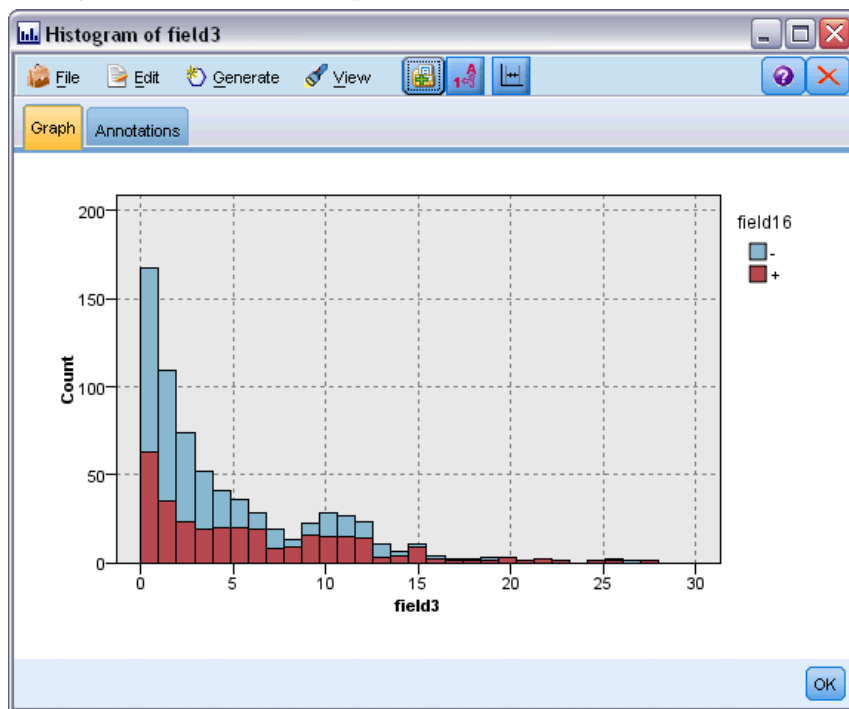 Histogram of field3
File Edit Generate View
Graph Annotations
200
150
100
50
0
Count
0 5 10 15 20 25 30
field3
field16
-
+
OK